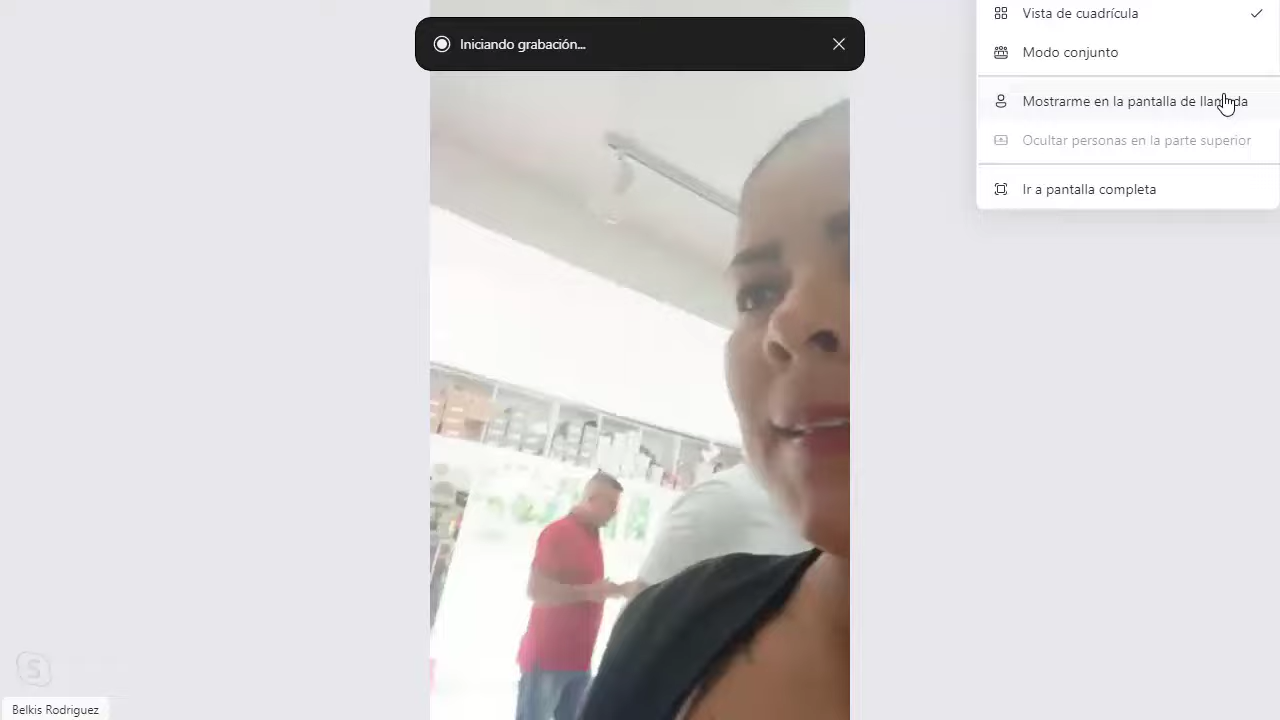 Iniciando grabación...
Vista de cuadrícula
Modo conjunto
Mostrarme en la pantalla de llamada
Ocultar personas en la parte superior
Ir a pantalla completa
S
Belkis Rodriguez